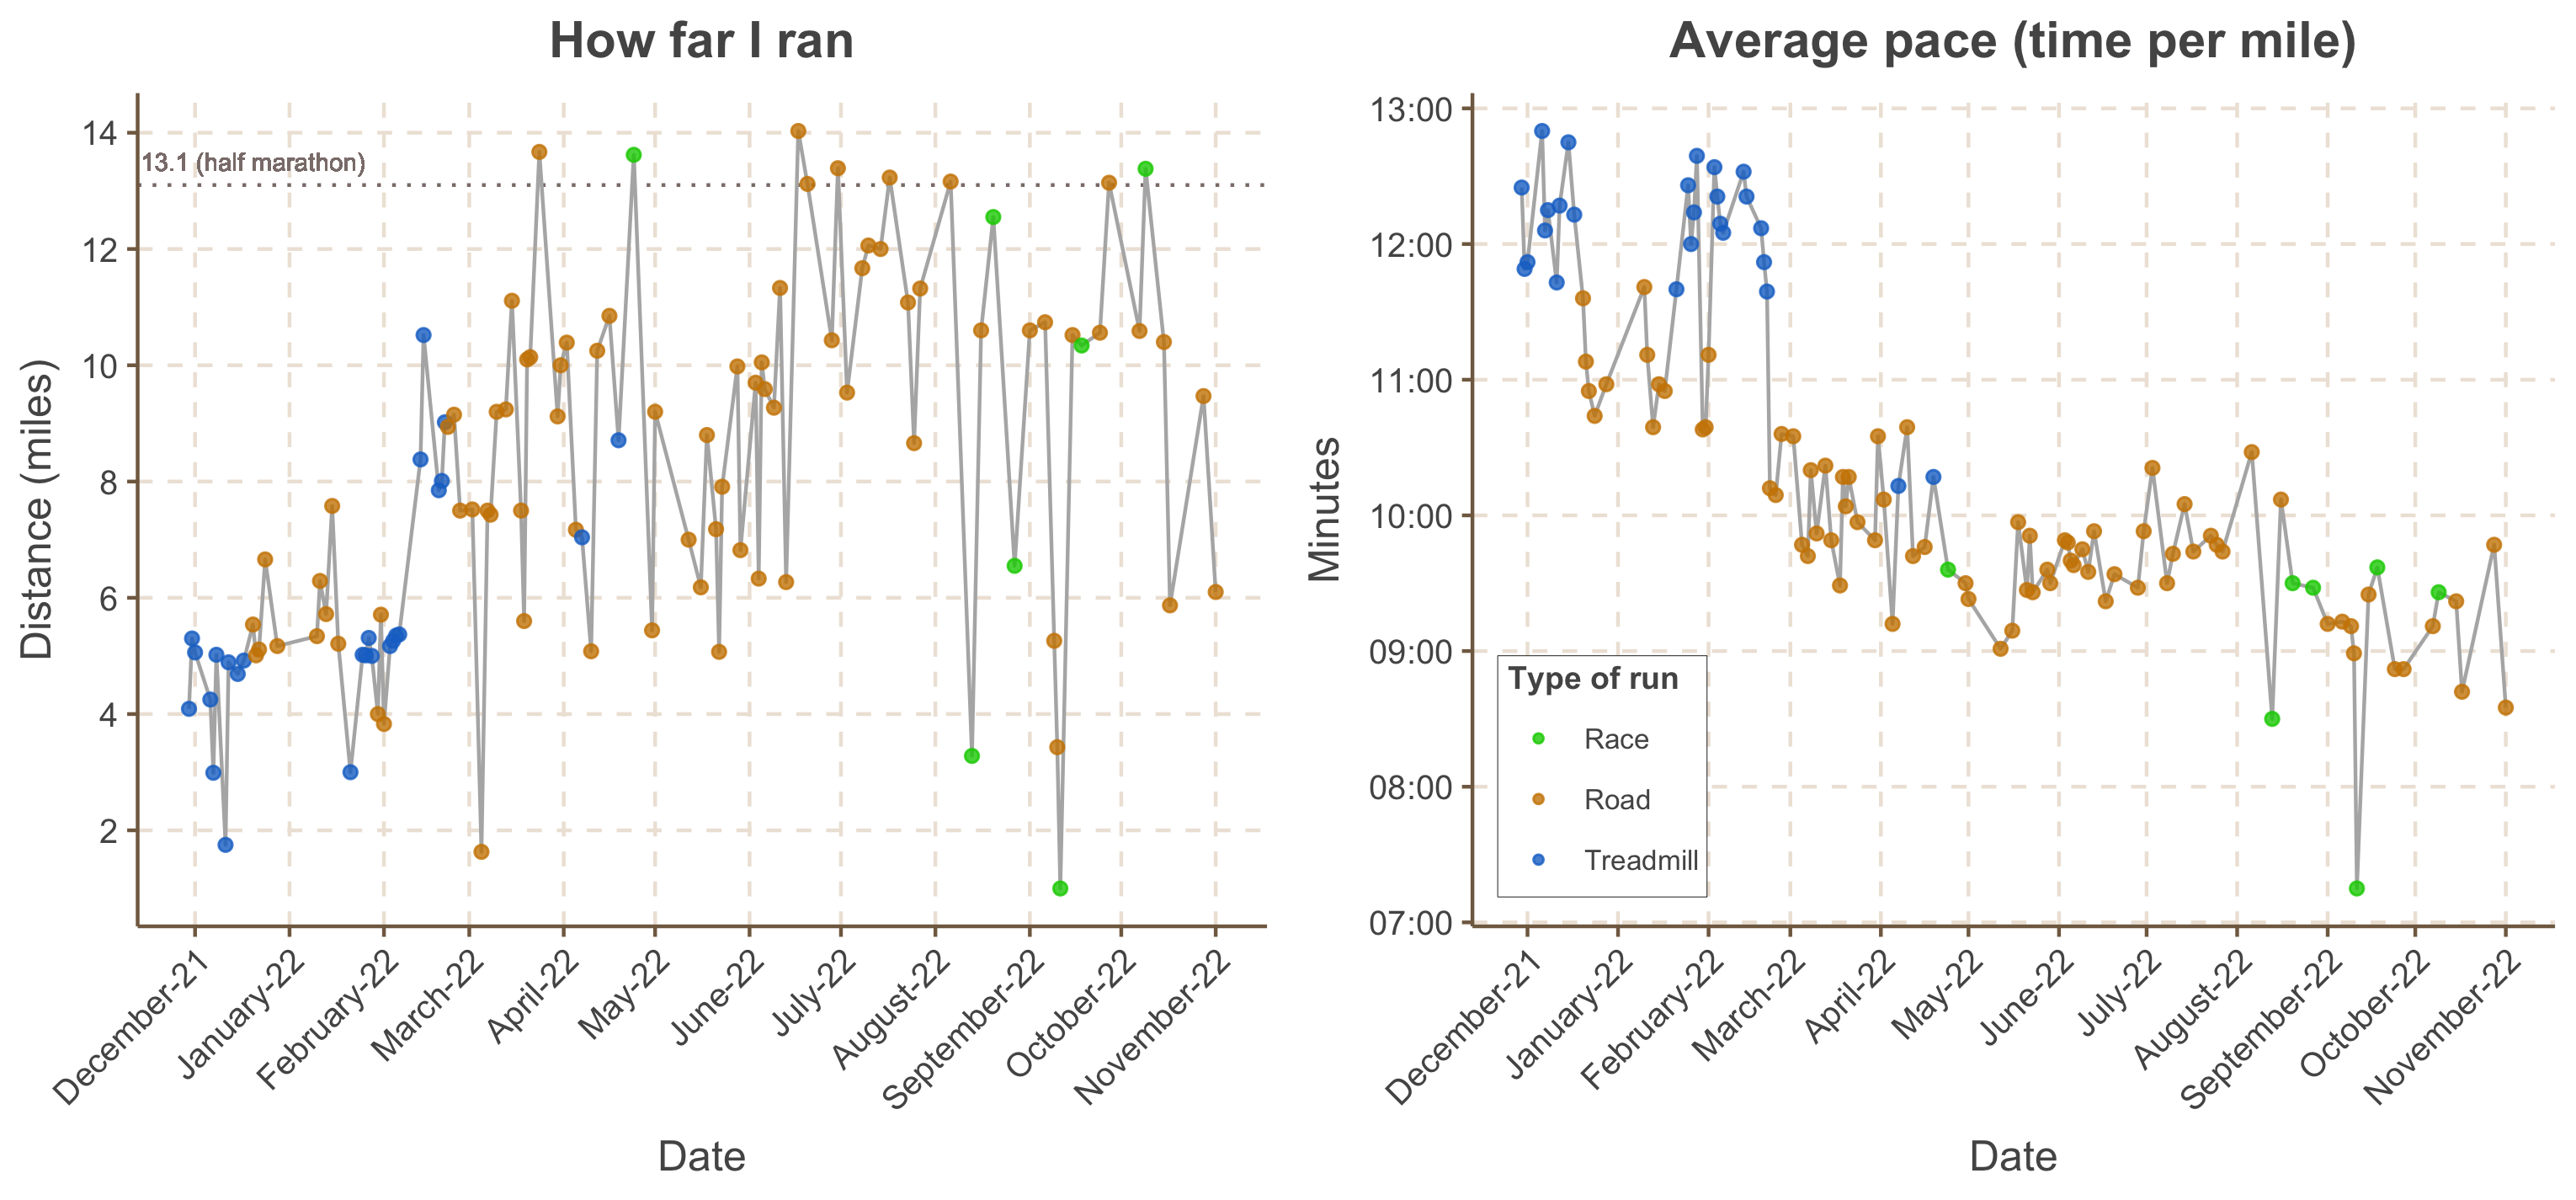 How far I ran
14
13.1 (half marathon)
12
10
8
6
4
2
Distance (miles)
December-21
January-22
February-22
March-22
April-22
May-22
June-22
July-22
August-22
September-22
October-22
November-22
Date
Average pace (time per mile)
13:00
12:00
11:00
10:00
09:00
08:00
07:00
Minutes
Type of run
Race
Road
Treadmill
December-21
January-22
February-22
March-22
April-22
May-22
June-22
July-22
August-22
September-22
October-22
November-22
Date